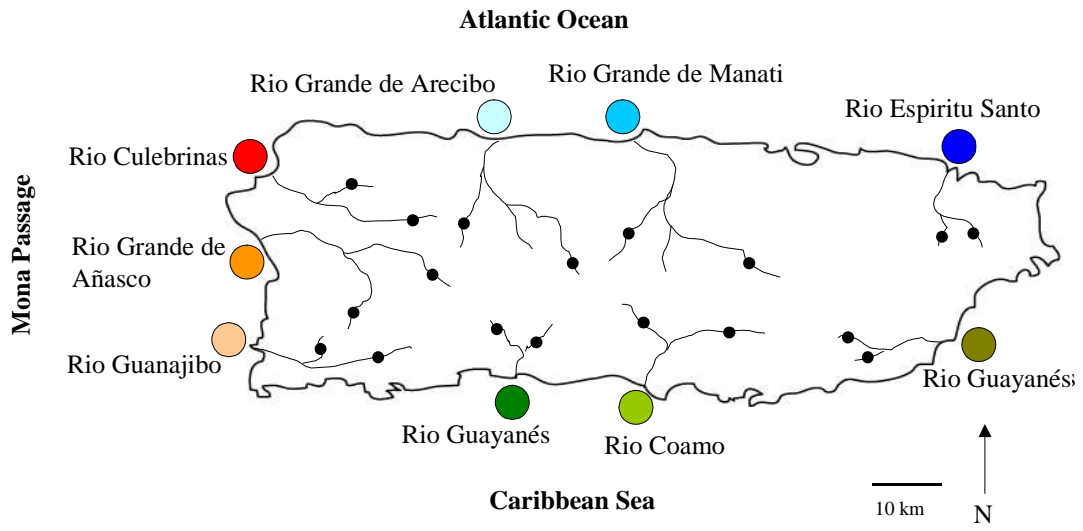 Atlantic Ocean
Rio Grande de Arecibo
Rio Grande de Manati
Rio Espiritu Santo
Rio Culebrinas
Mona Passage
Rio Grande de
Añasco
Rio Guanajibo
Rio Guayanés
Rio Guayanés
Rio Coamo
Caribbean Sea
10 km
N